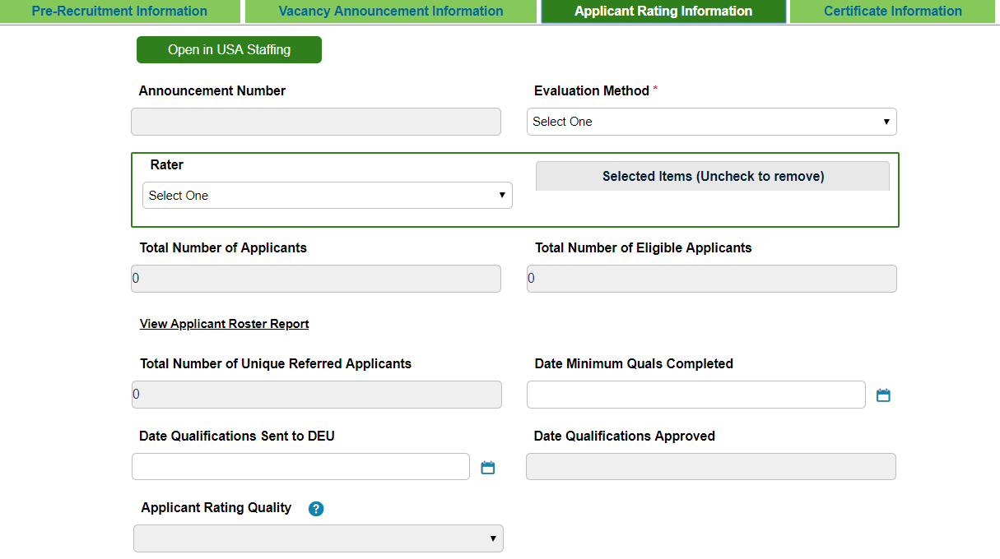 Pre-Recruitment Information
Vacancy Announcement Information
Applicant Rating Information
Certificate Information
Open in USA Staffing
Announcement Number
Evaluation Method *
Select One
Rater
Select One
Selected Items (Uncheck to remove)
Total Number of Applicants
0
Total Number of Eligible Applicants
0
View Applicant Roster Report
Total Number of Unique Referred Applicants
0
Date Minimum Quals Completed
Date Qualifications Sent to DEU
Date Qualifications Approved
Applicant Rating Quality ?